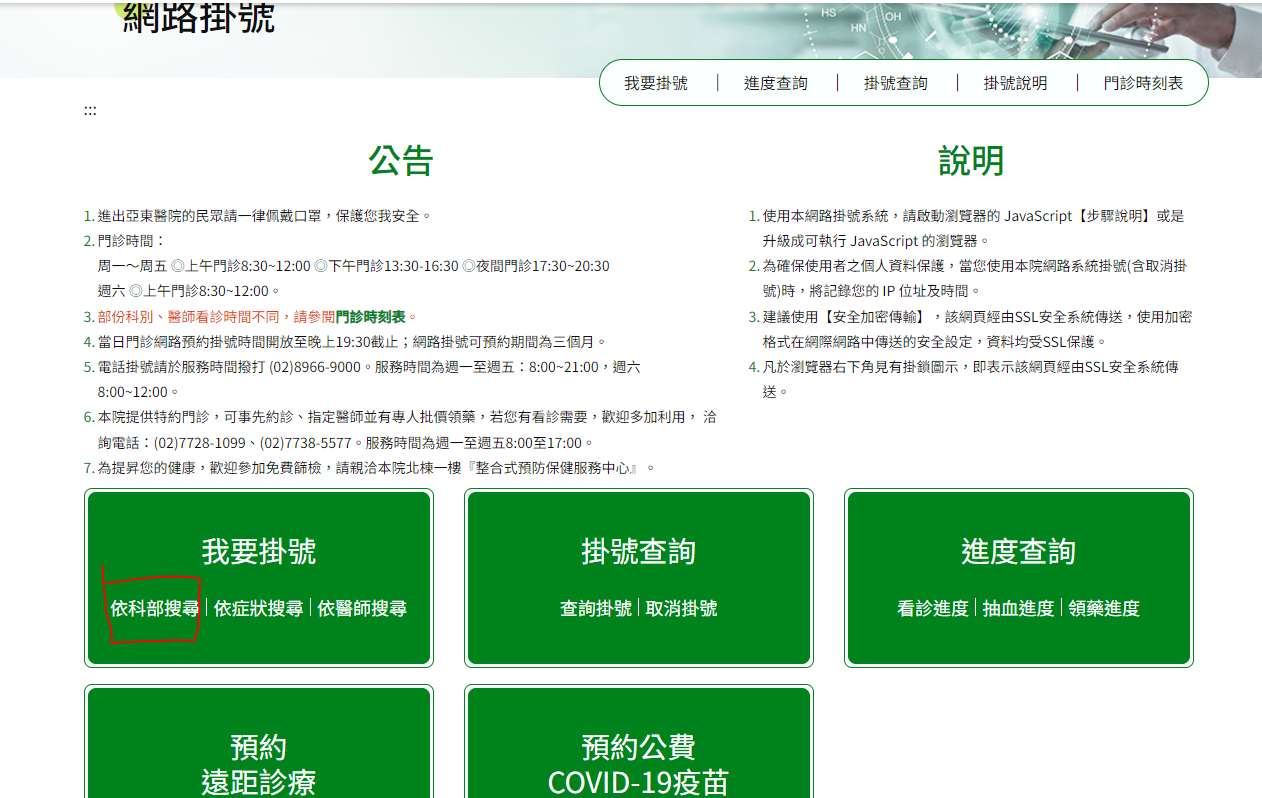 網路掛號
HS
OH
HN
我要掛號 | 進度查詢 | 掛號查詢 | 掛號說明 | 門診時刻表
:::
公告
1. 進出亞東醫院的民眾請一律佩戴口罩，保護您我安全。
2. 門診時間：
周一～周五 ◎上午門診8:30~12:00 ◎下午門診13:30-16:30 ◎夜間門診17:30~20:30
週六 ◎上午門診8:30~12:00。
3. 部份科別、醫師看診時間不同，請參閱門診時刻表。
4. 當日門診網路預約掛號時間開放至晚上19:30截止；網路掛號可預約期間為三個月。
5. 電話掛號請於服務時間撥打 (02)8966-9000。服務時間為週一至週五：8:00~21:00，週六
8:00~12:00。
6. 本院提供特約門診，可事先約診、指定醫師並有專人批價領藥，若您有看診需要，歡迎多加利用， 洽
詢電話：(02)7728-1099、(02)7738-5577。服務時間為週一至週五8:00至17:00。
7. 為提昇您的健康，歡迎參加免費篩檢，請親洽本院北棟一樓『整合式預防保健服務中心』。
說明
1. 使用本網路掛號系統，請啟動瀏覽器的 JavaScript【步驟說明】或是
升級成可執行 JavaScript 的瀏覽器。
2. 為確保使用者之個人資料保護，當您使用本院網路系統掛號(含取消掛
號)時，將記錄您的 IP 位址及時間。
3. 建議使用【安全加密傳輸】，該網頁經由SSL安全系統傳送，使用加密
格式在網際網路中傳送的安全設定，資料均受SSL保護。
4. 凡於瀏覽器右下角見有掛鎖圖示，即表示該網頁經由SSL安全系統傳
送。
我要掛號
依科部搜尋 | 依症狀搜尋 | 依醫師搜尋
掛號查詢
查詢掛號 | 取消掛號
進度查詢
看診進度 | 抽血進度 | 領藥進度
預約
遠距診療
預約公費
COVID-19疫苗